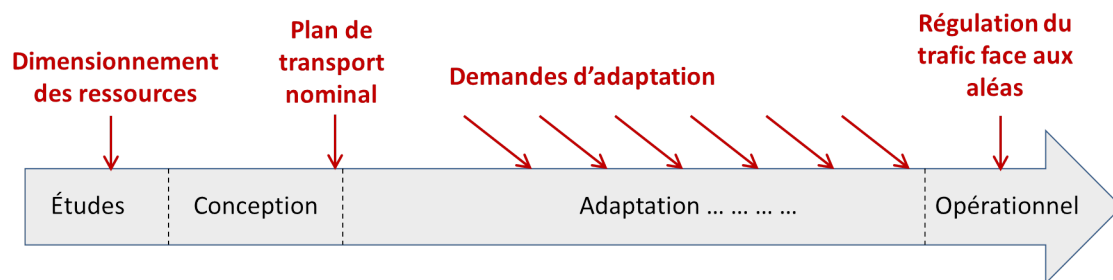 Dimensionnement
des ressources
Plan de
transport
nominal
Demandes d'adaptation
Régulation du
trafic face aux
aléas
Études
Conception
Adaptation … … … …
Opérationnel